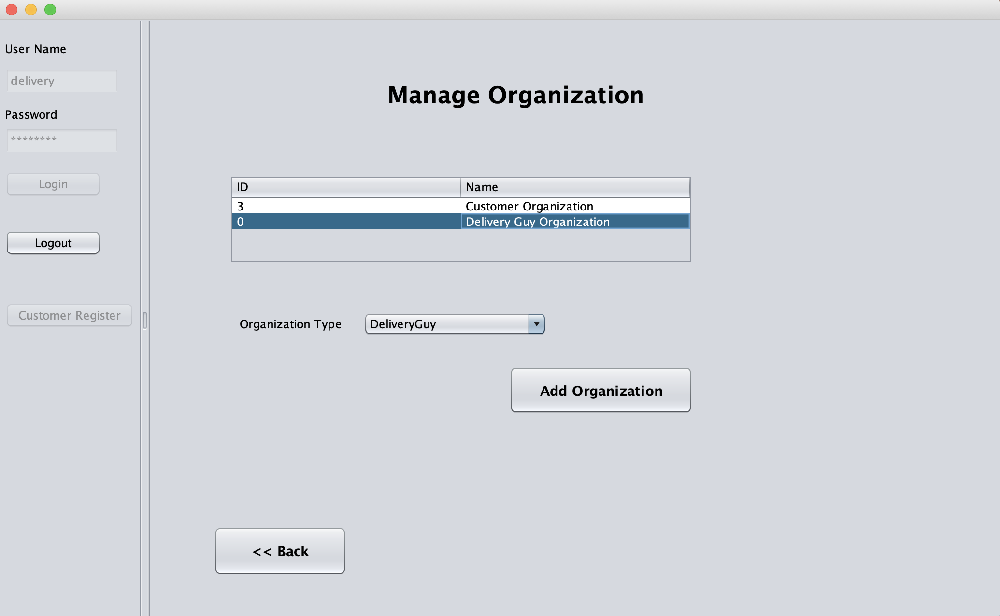 User Name
delivery
Password
********
Login
Logout
Customer Register
Manage Organization
ID Name
3 Customer Organization
0 Delivery Guy Organization
Organization Type DeliveryGuy
Add Organization
<< Back